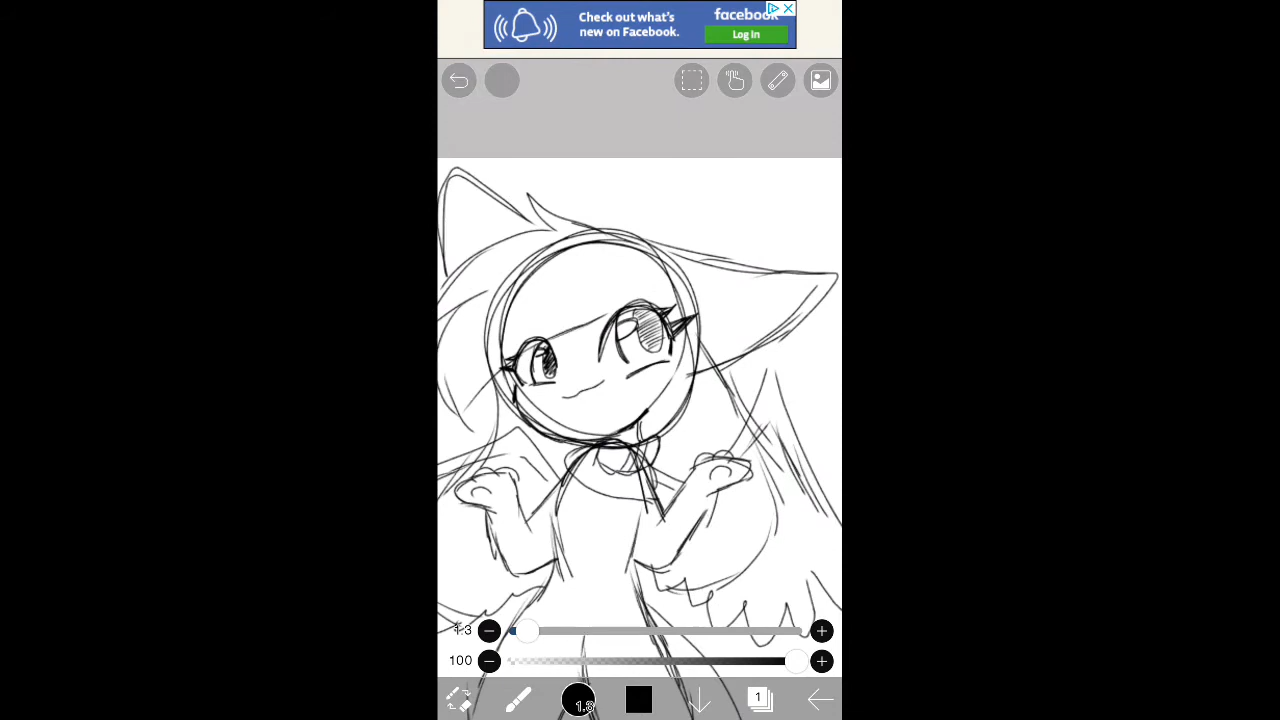 Check out what's
new on Facebook.
facebook
Log In
1.3
100
1.3
1